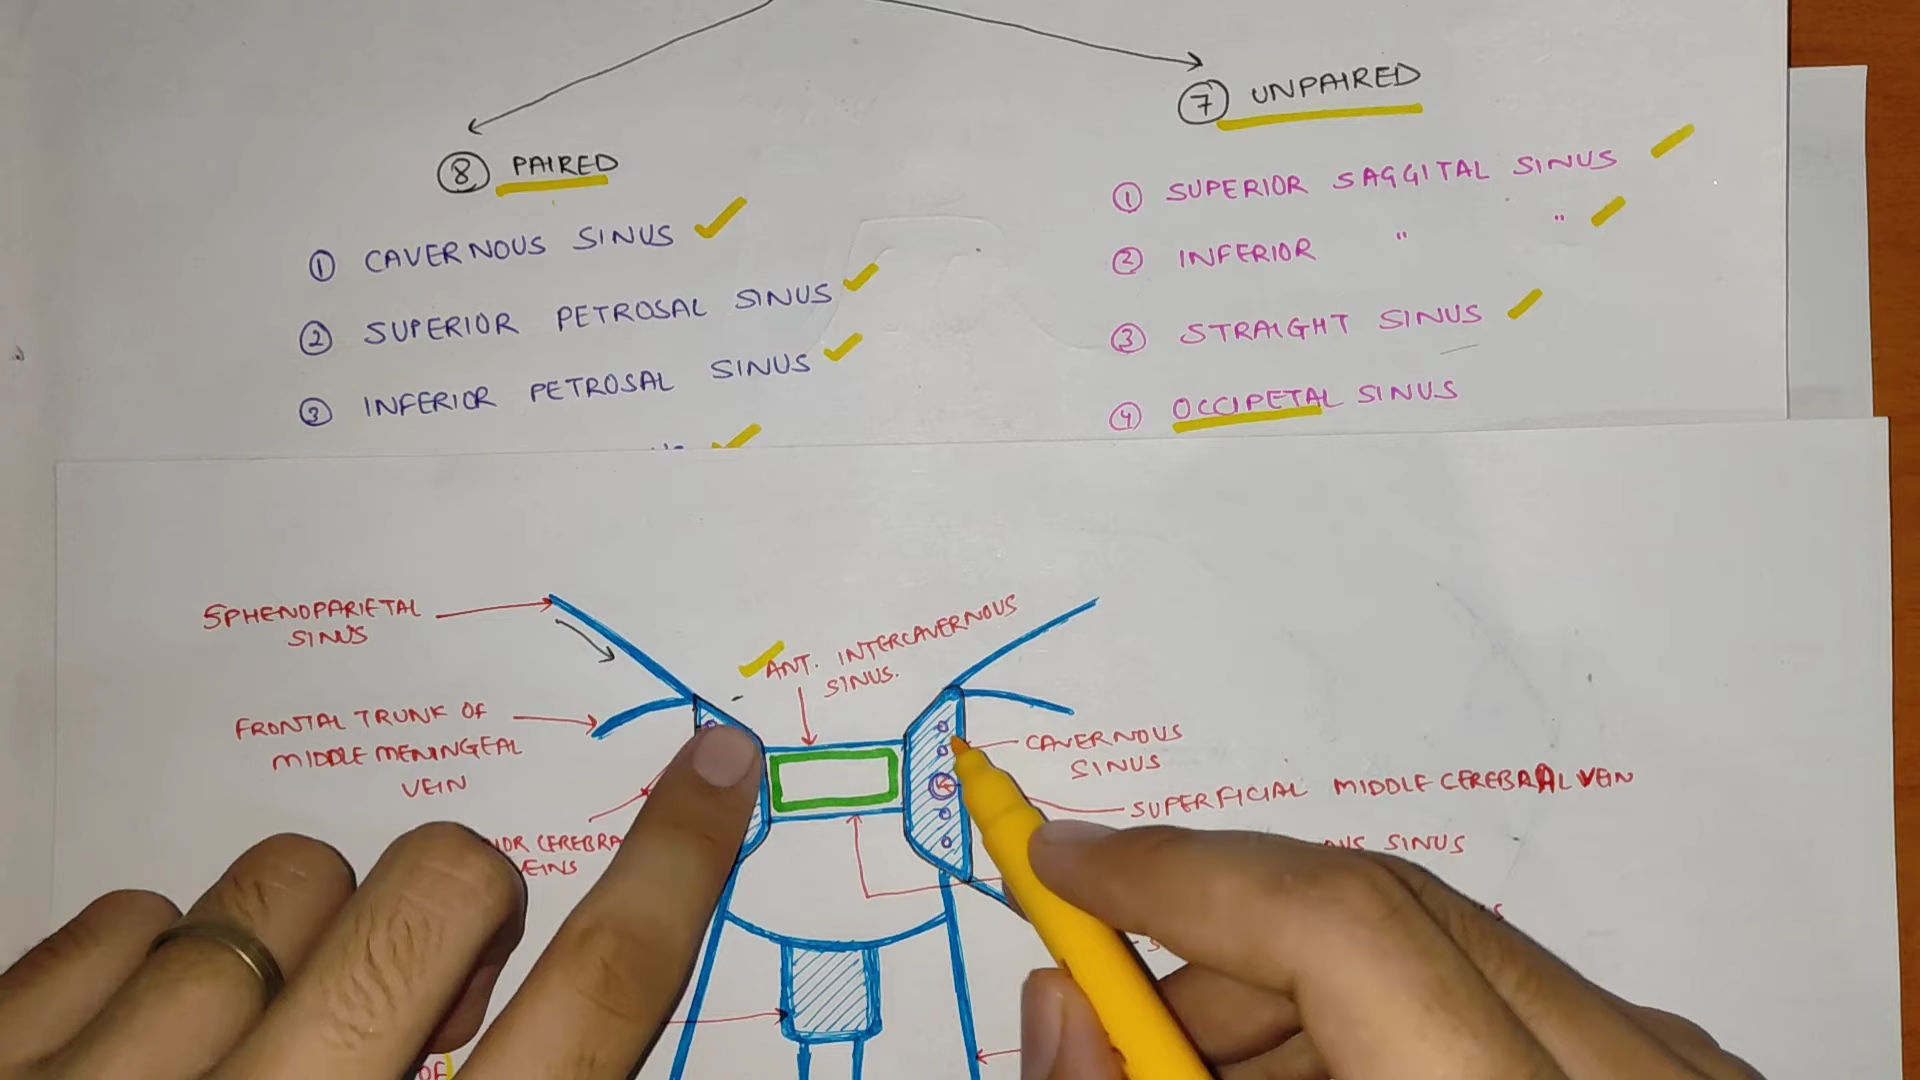 ⑧ PAIRED
① CAVERNOUS SINUS
② SUPERIOR PETROSAL SINUS
③ INFERIOR PETROSAL SINUS
⑦ UNPAIRED
① SUPERIOR SAGGITAL SINUS
② INFERIOR " "
③ STRAIGHT SINUS
④ OCCIPETAL SINUS
SPHENOPARIETAL
SINUS
ANT. INTERCAVERNOUS
SINUS.
FRONTAL TRUNK OF
MIDDLE MENINGEAL
VEIN
CAVERNOUS
SINUS
SUPERFICIAL MIDDLE CEREBRAL VEIN
SINUS
OF